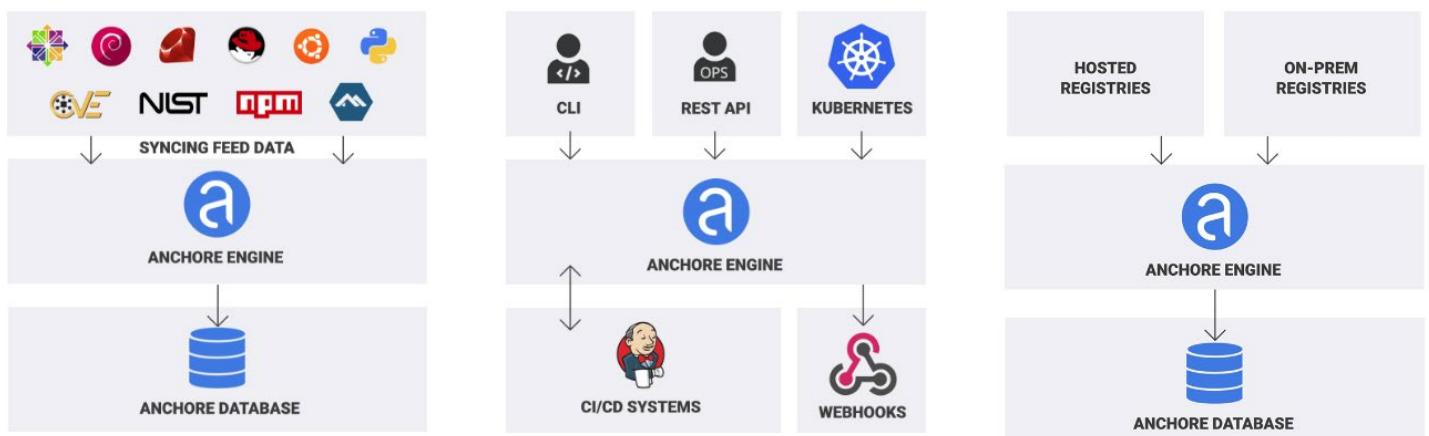 CVE
NIST
npm
SYNCING FEED DATA
ANCHORE ENGINE
ANCHORE DATABASE
</>
CLI
OPS
REST API
KUBERNETES
ANCHORE ENGINE
CI/CD SYSTEMS
WEBHOOKS
HOSTED
REGISTRIES
ON-PREM
REGISTRIES
ANCHORE ENGINE
ANCHORE DATABASE